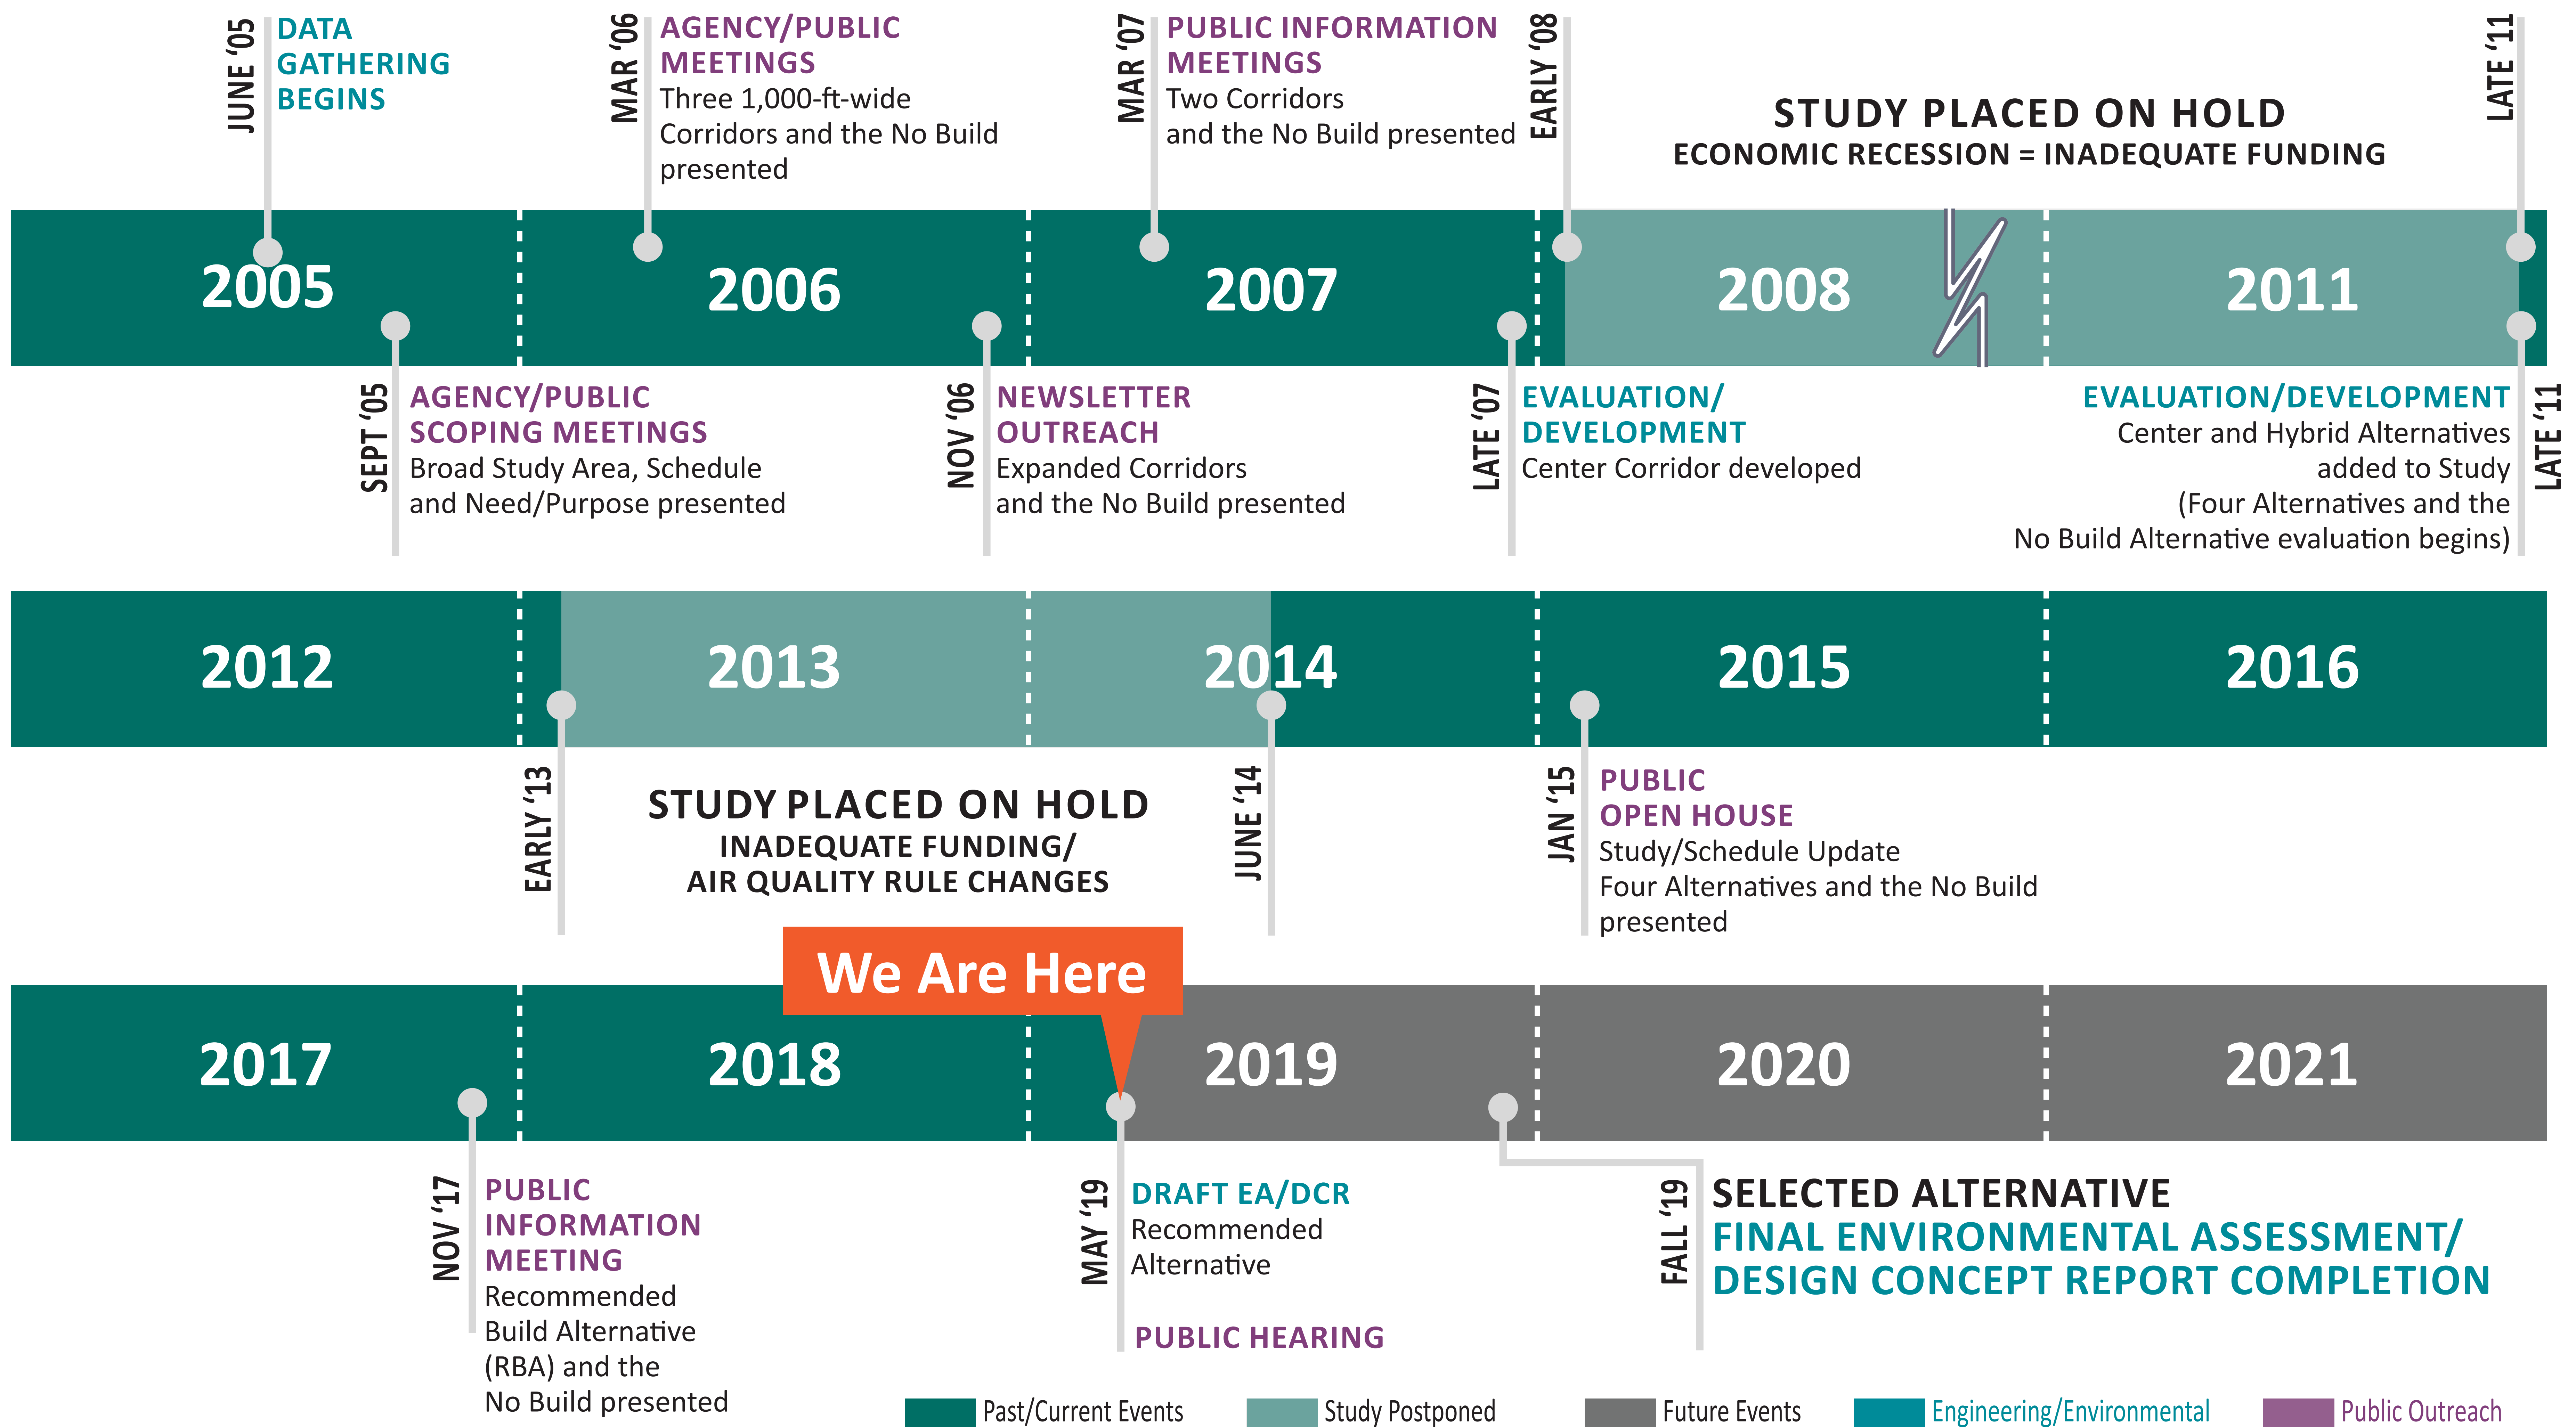 JUNE ‘05
DATA
GATHERING
BEGINS
MAR ‘06
AGENCY/PUBLIC
MEETINGS
Three 1,000-ft-wide
Corridors and the No Build
presented
MAR ‘07
PUBLIC INFORMATION
MEETINGS
Two Corridors
and the No Build presented
EARLY ‘08
STUDY PLACED ON HOLD
ECONOMIC RECESSION = INADEQUATE FUNDING
LATE ‘11
2005
2006
2007
2008
2011
SEPT ‘05
AGENCY/PUBLIC
SCOPING MEETINGS
Broad Study Area, Schedule
and Need/Purpose presented
NOV ‘06
NEWSLETTER
OUTREACH
Expanded Corridors
and the No Build presented
LATE ‘07
EVALUATION/
DEVELOPMENT
Center Corridor developed
EVALUATION/DEVELOPMENT
Center and Hybrid Alternatives
added to Study
(Four Alternatives and the
No Build Alternative evaluation begins)
LATE ‘11
2012
2013
2014
2015
2016
EARLY ‘13
STUDY PLACED ON HOLD
INADEQUATE FUNDING/
AIR QUALITY RULE CHANGES
JUNE ‘14
JAN ‘15
PUBLIC
OPEN HOUSE
Study/Schedule Update
Four Alternatives and the No Build
presented
We Are Here
2017
2018
2019
2020
2021
NOV ‘17
PUBLIC
INFORMATION
MEETING
Recommended
Build Alternative
(RBA) and the
No Build presented
MAY ‘19
DRAFT EA/DCR
Recommended
Alternative
PUBLIC HEARING
FALL ‘19
SELECTED ALTERNATIVE
FINAL ENVIRONMENTAL ASSESSMENT/
DESIGN CONCEPT REPORT COMPLETION
Past/Current Events
Study Postponed
Future Events
Engineering/Environmental
Public Outreach